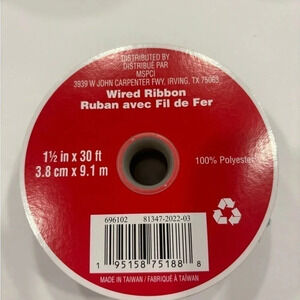 DISTRIBUTED BY
DISTRIBUÉ PAR
MSPCI
3939 W JOHN CARPENTER FWY, IRVING, TX 75063
Wired Ribbon
Ruban avec Fil de Fer
1½ in x 30 ft
3.8 cm x 9.1 m
100% Polyester
696102 81347-2022-03
1 95158 75188 8
MADE IN TAIWAN / FABRIQUÉ À TAÏWAN